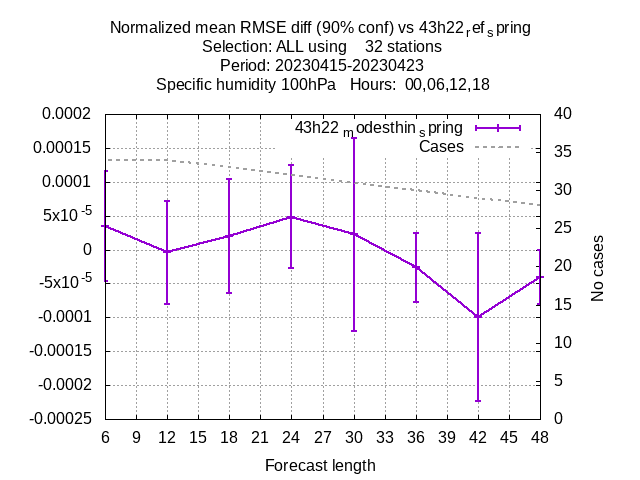 Normalized mean RMSE diff (90% conf) vs 43h22ᵣefₛpring
Selection: ALL using    32 stations
Period: 20230415-20230423
Specific humidity 100hPa   Hours:  00,06,12,18
43h22 ₘodesthinₛpring
Cases
0.0002
0.00015
0.0001
5x10⁻⁵
0
-5x10⁻⁵
-0.0001
-0.00015
-0.0002
-0.00025
40
35
30
25
20
15
10
5
0
No cases
6 9 12 15 18 21 24 27 30 33 36 39 42 45 48
Forecast length